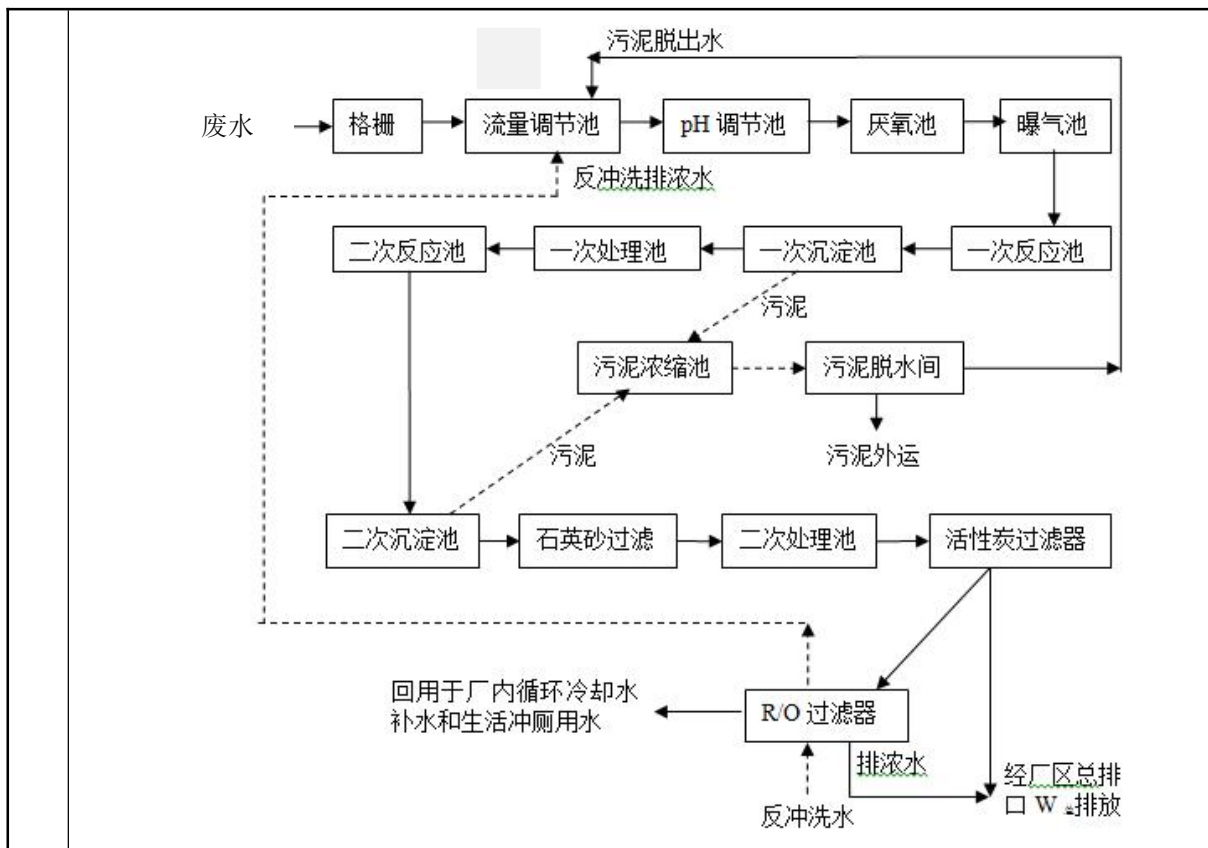 污泥脱出水
废水
格栅
流量调节池
pH 调节池
厌氧池
曝气池
反冲洗排浓水
二次反应池
一次处理池
一次沉淀池
一次反应池
污泥
污泥浓缩池
污泥脱水间
污泥
污泥外运
二次沉淀池
石英砂过滤
二次处理池
活性炭过滤器
回用于厂内循环冷却水
补水和生活冲厕用水
R/O 过滤器
排浓水
反冲洗水
经厂区总排
口 W 总排放